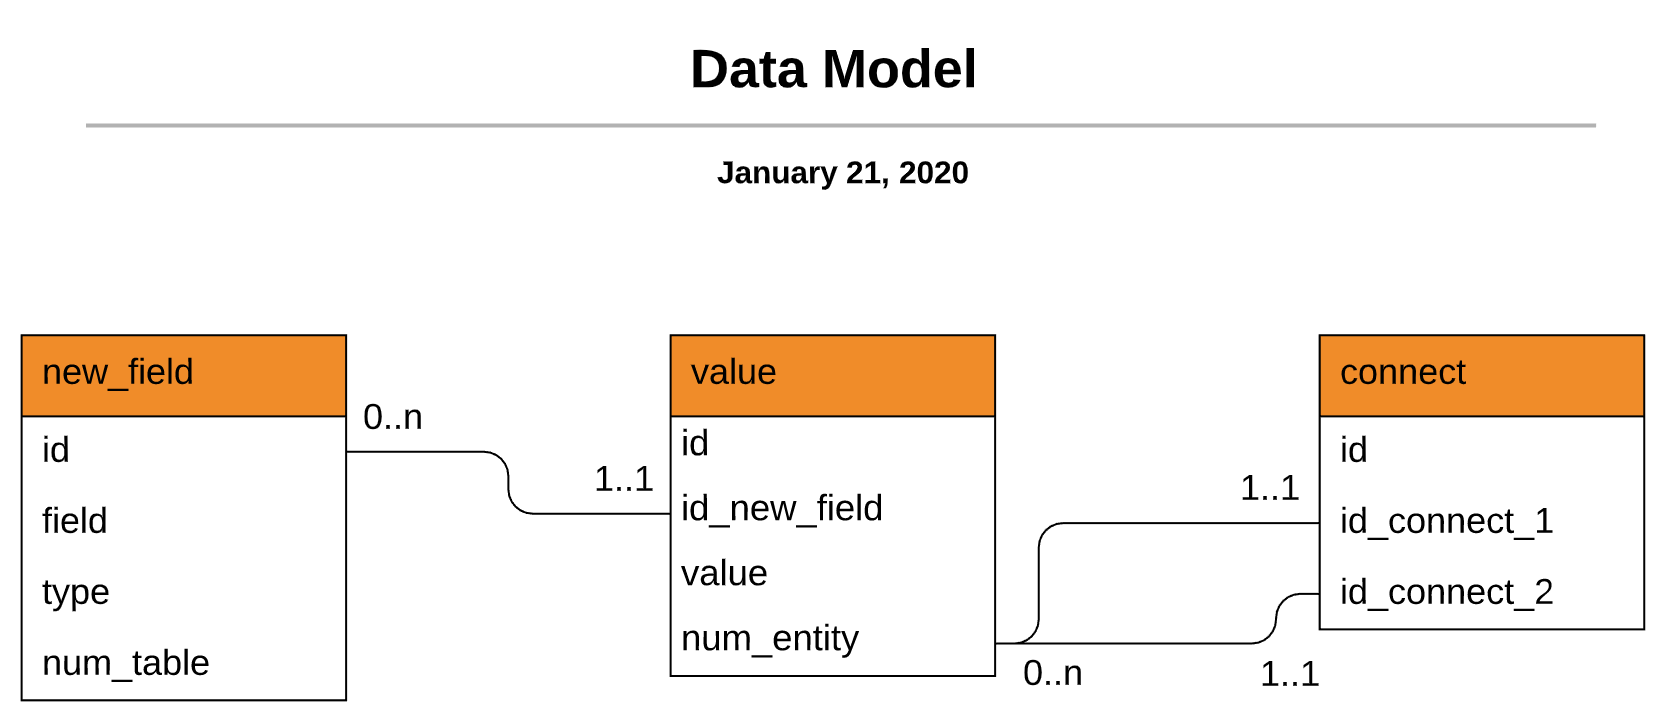 Data Model
January 21, 2020
new_field
id
field
type
num_table
0..n
1..1
value
id
id_new_field
value
num_entity
0..n
1..1
1..1
connect
id
id_connect_1
id_connect_2